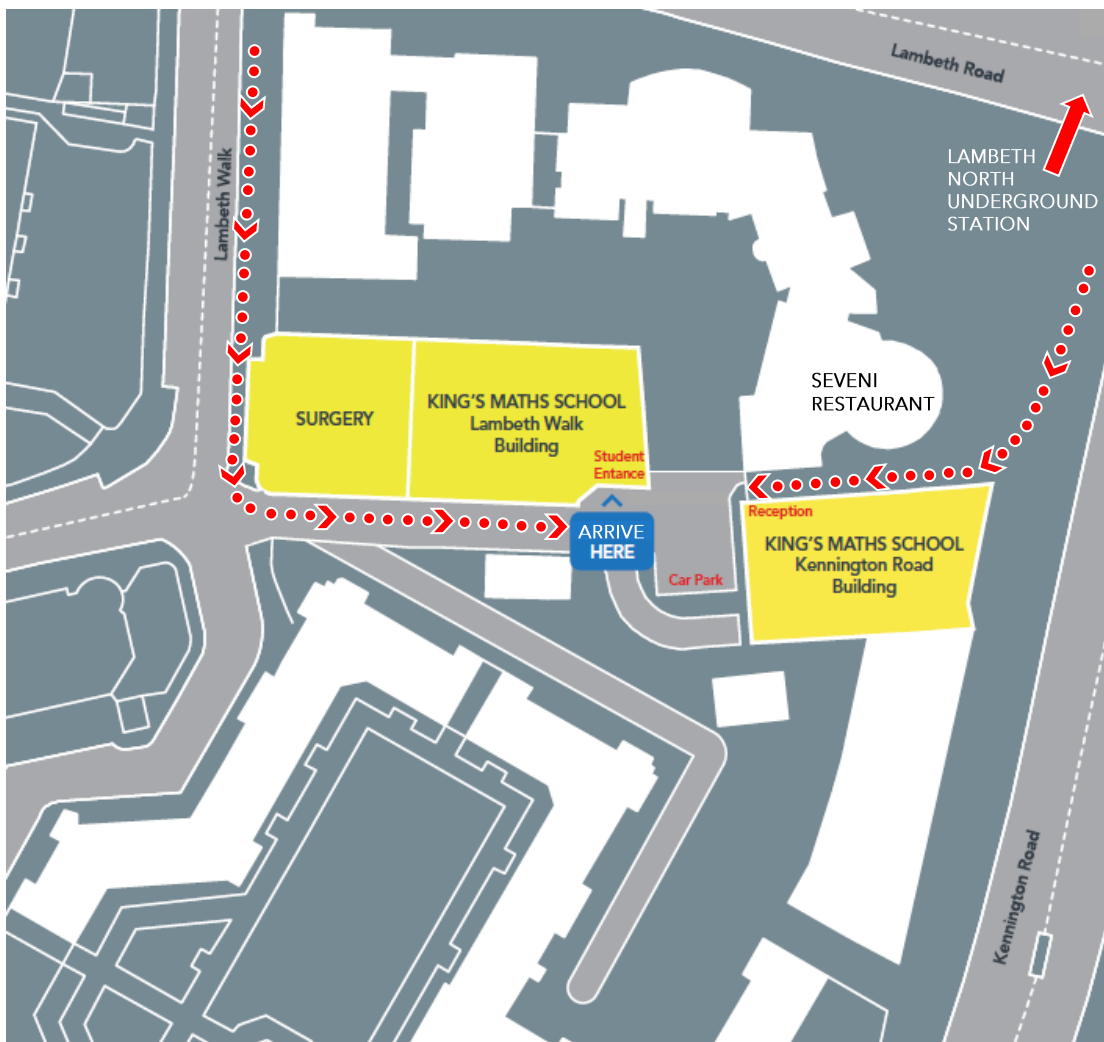 Lambeth Road
LAMBETH
NORTH
UNDERGROUND
STATION
Lambeth Walk
SEVENI
RESTAURANT
SURGERY
KING'S MATHS SCHOOL
Lambeth Walk
Building
Student
Entance
Reception
ARRIVE
HERE
KING'S MATHS SCHOOL
Kennington Road
Building
Car Park
Kennington Road